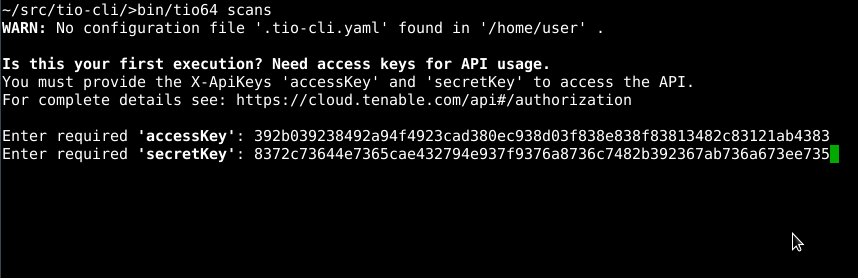 ~/src/tio-cli/>bin/tio64 scans
WARN: No configuration file '.tio-cli.yaml' found in '/home/user' .
Is this your first execution? Need access keys for API usage.
You must provide the X-ApiKeys 'accessKey' and 'secretKey' to access the API.
For complete details see: https://cloud.tenable.com/api#/authorization
Enter required 'accessKey': 392b039238492a94f4923cad380ec938d03f838e838f83813482c83121ab4383
Enter required 'secretKey': 8372c73644e7365cae432794e937f9376a8736c7482b392367ab736a673ee735